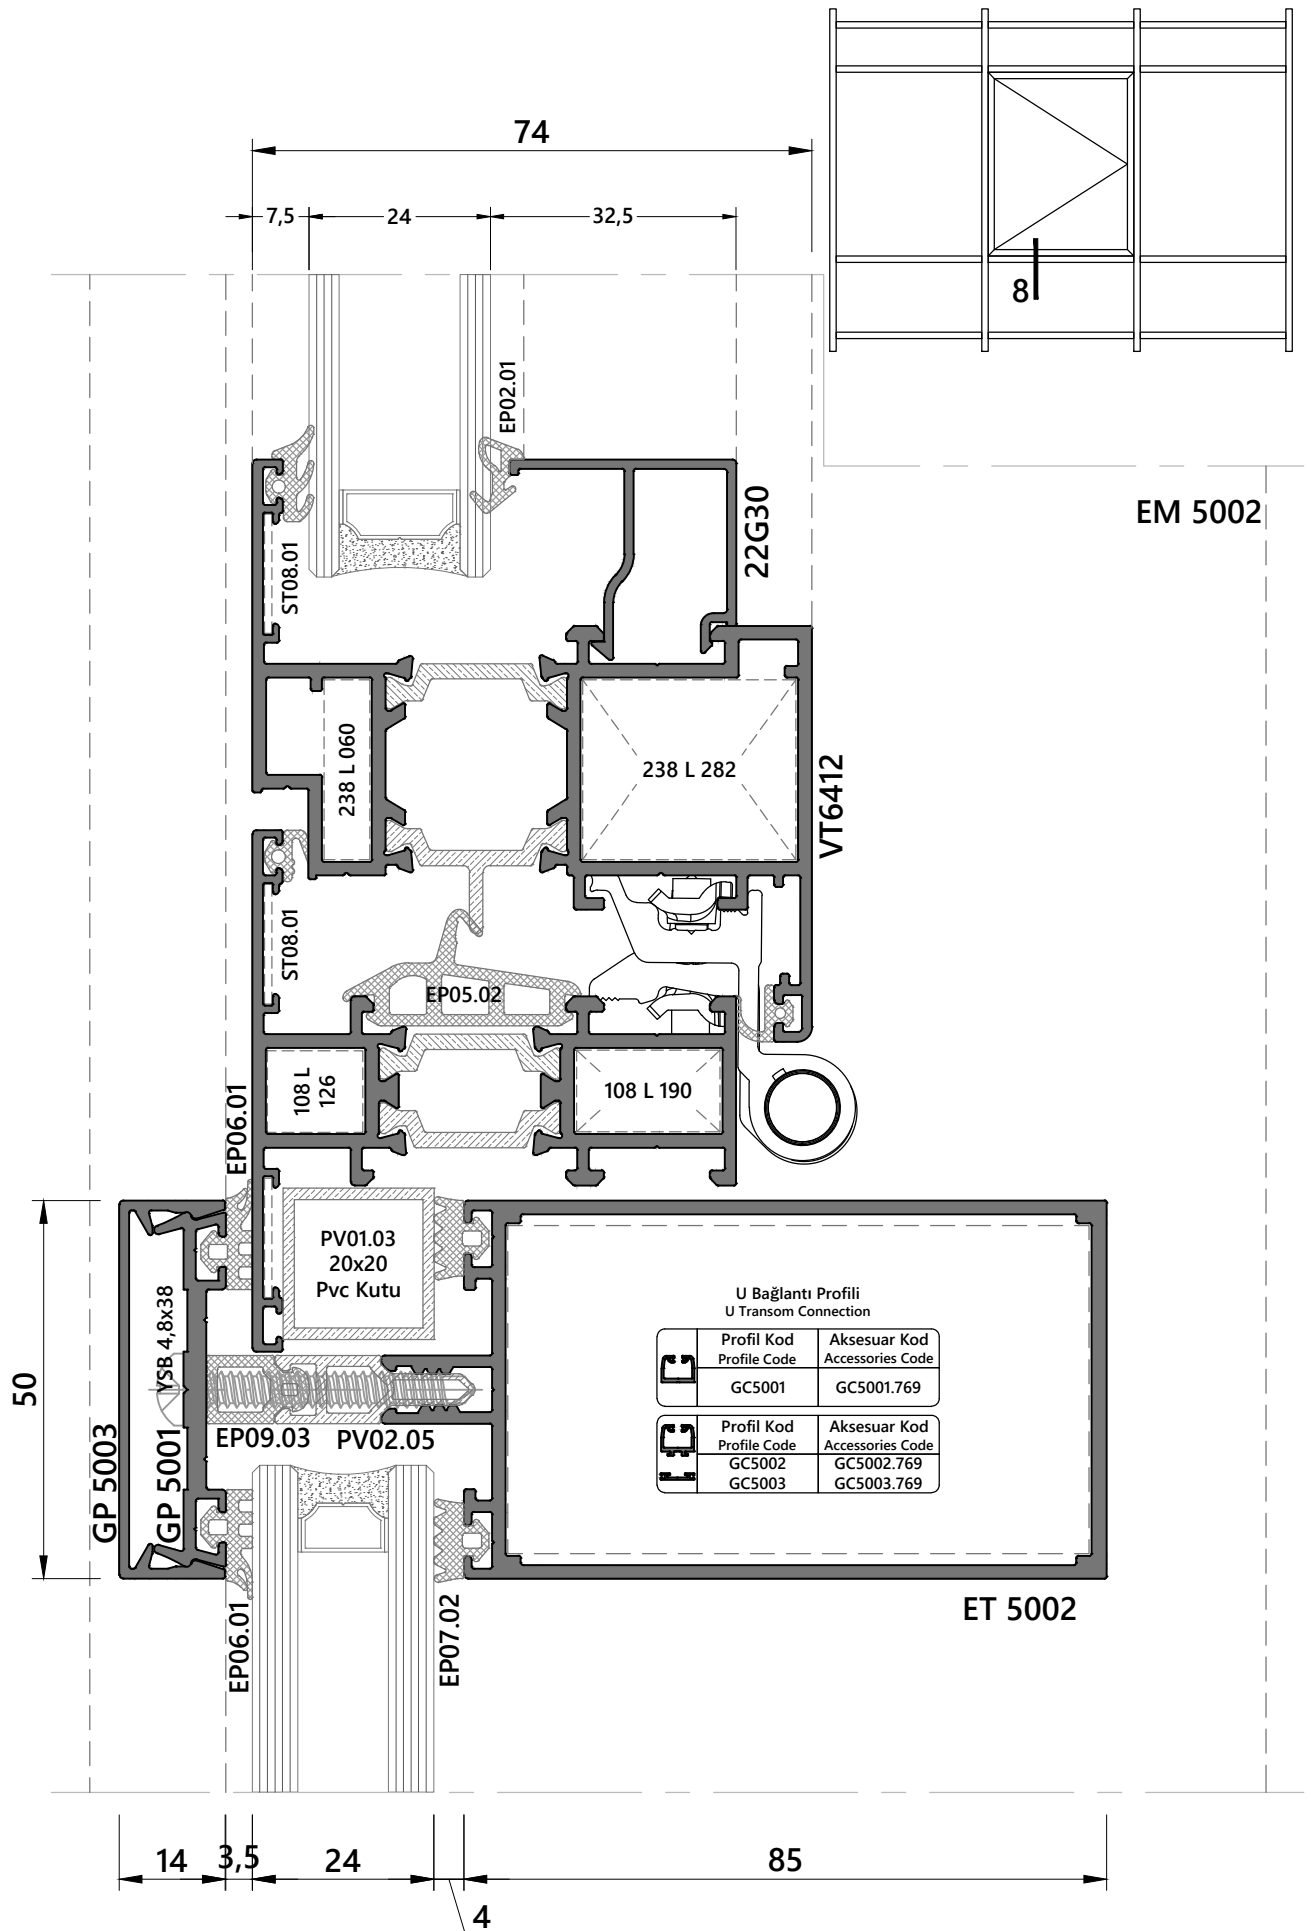 74
7,5
24
32,5
8
EP02.01
EM 5002
22G30
ST08.01
238 L 060
238 L 282
VT6412
ST08.01
EP05.02
108 L
126
108 L 190
EP06.01
PV01.03
20x20
Pvc Kutu
U Bağlantı Profili
U Transom Connection
Profil Kod
Aksesuar Kod
Profile Code
Accessories Code
GC5001
GC5001.769
Profil Kod
Aksesuar Kod
Profile Code
Accessories Code
GC5002
GC5002.769
GC5003
GC5003.769
50
YSB 4,8x38
GP 5003
GP 5001
EP09.03
PV02.05
EP06.01
EP07.02
ET 5002
14
3,5
24
85
4